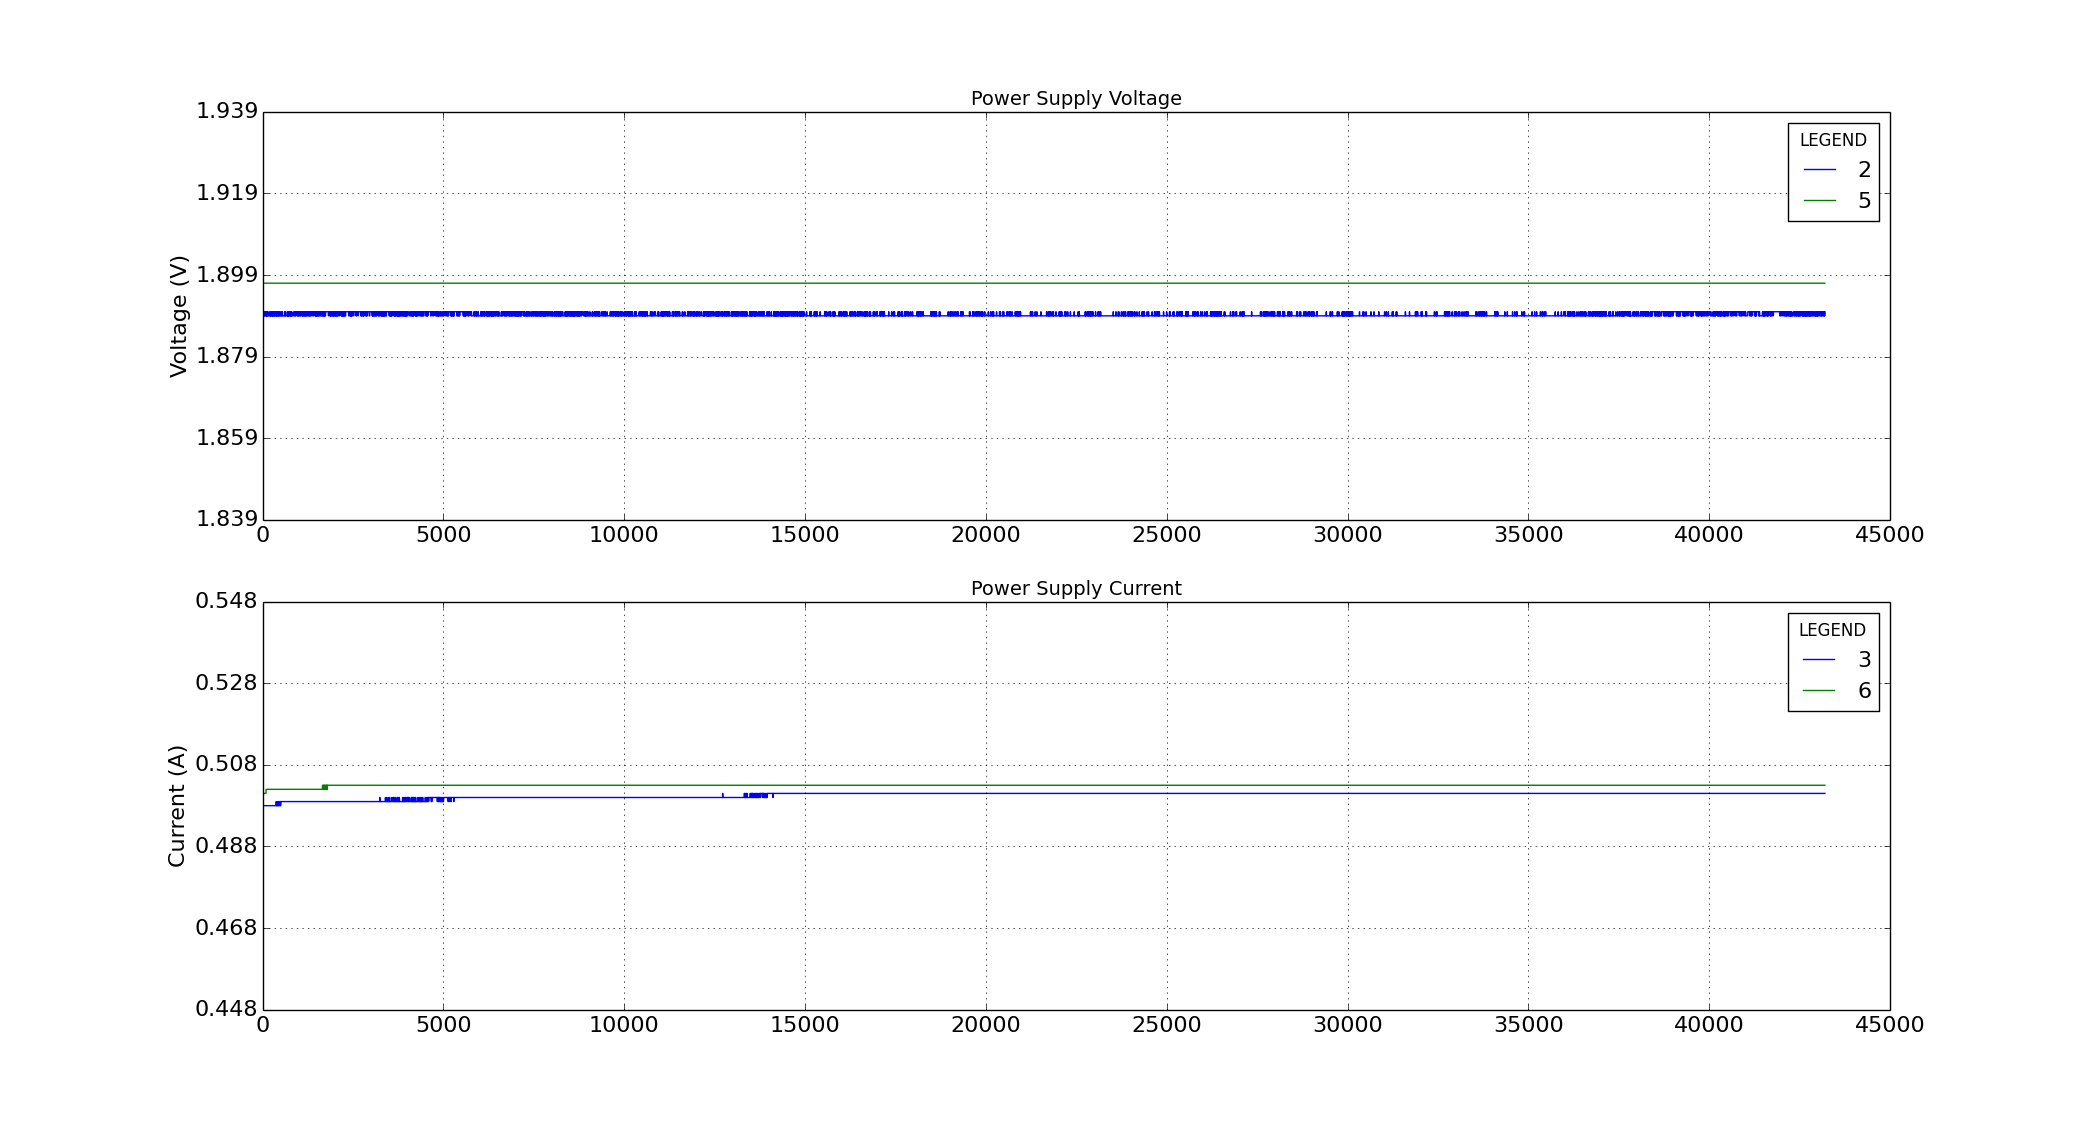 Power Supply Voltage
1.939
1.919
1.899
1.879
1.859
1.839
Voltage (V)
LEGEND
2
5
0 5000 10000 15000 20000 25000 30000 35000 40000 45000
Power Supply Current
0.548
0.528
0.508
0.488
0.468
0.448
Current (A)
LEGEND
3
6
0 5000 10000 15000 20000 25000 30000 35000 40000 45000